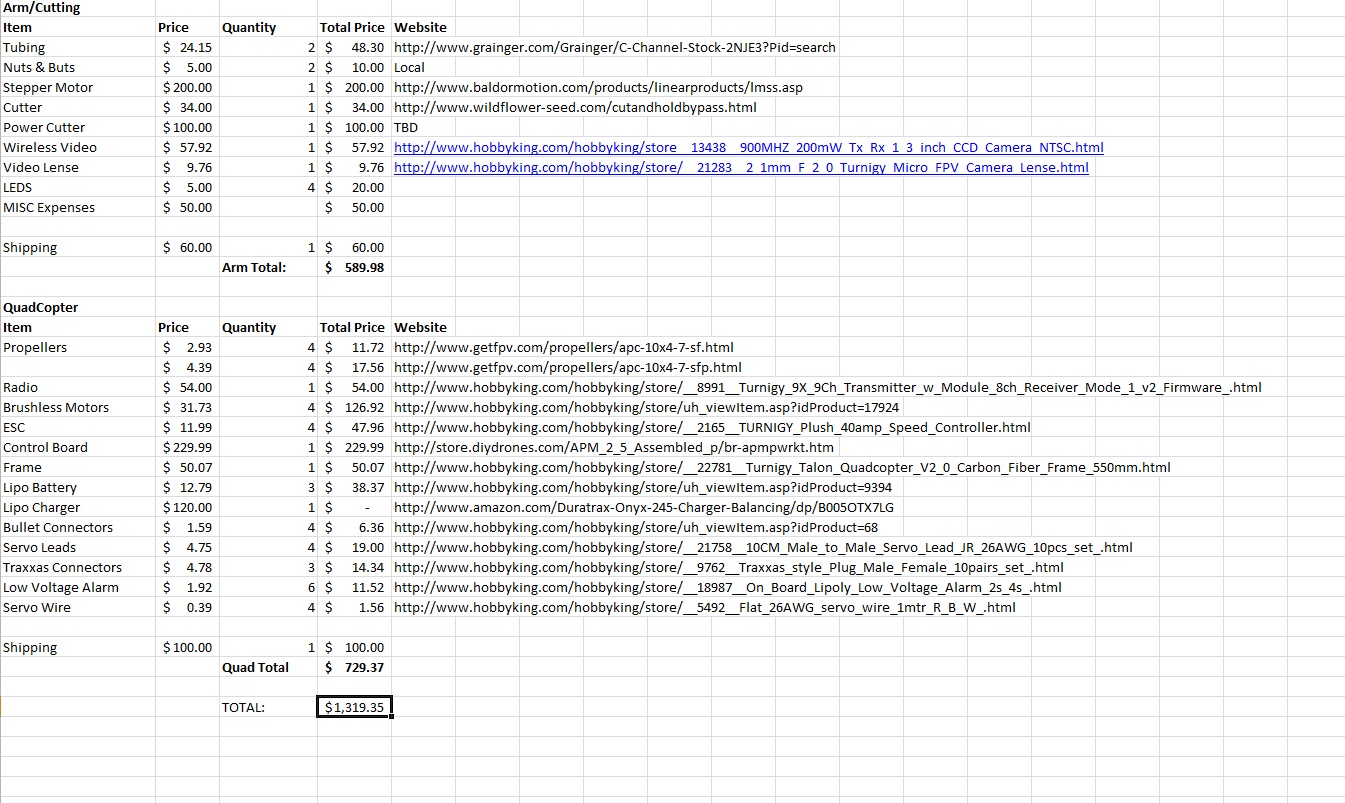 Arm/Cutting
Item Price Quantity Total Price Website
Tubing $ 24.15 2 $ 48.30 http://www.grainger.com/Grainger/C-Channel-Stock-2NJE3?Pid=search
Nuts & Buts $ 5.00 2 $ 10.00 Local
Stepper Motor $ 200.00 1 $ 200.00 http://www.baldormotion.com/products/linearproducts/lmss.asp
Cutter $ 34.00 1 $ 34.00 http://www.wildflower-seed.com/cutandholdbypass.html
Power Cutter $ 100.00 1 $ 100.00 TBD
Wireless Video $ 57.92 1 $ 57.92 http://www.hobbyking.com/hobbyking/store__13438__900MHZ_200mW_Tx_Rx_1_3_inch_CCD_Camera_NTSC.html
Video Lense $ 9.76 1 $ 9.76 http://www.hobbyking.com/hobbyking/store/__21283__2_1mm_F_2_0_Turnigy_Micro_FPV_Camera_Lense.html
LEDS $ 5.00 4 $ 20.00
MISC Expenses $ 50.00 $ 50.00
Shipping $ 60.00 1 $ 60.00
Arm Total: $ 589.98
QuadCopter
Item Price Quantity Total Price Website
Propellers $ 2.93 4 $ 11.72 http://www.getfpv.com/propellers/apc-10x4-7-sf.html
$ 4.39 4 $ 17.56 http://www.getfpv.com/propellers/apc-10x4-7-sfp.html
Radio $ 54.00 1 $ 54.00 http://www.hobbyking.com/hobbyking/store/__8991__Turnigy_9X_9Ch_Transmitter_w_Module_8ch_Receiver_Mode_1_v2_Firmware_.html
Brushless Motors $ 31.73 4 $ 126.92 http://www.hobbyking.com/hobbyking/store/uh_viewItem.asp?idProduct=17924
ESC $ 11.99 4 $ 47.96 http://www.hobbyking.com/hobbyking/store/__2165__TURNIGY_Plush_40amp_Speed_Controller.html
Control Board $ 229.99 1 $ 229.99 http://store.diydrones.com/APM_2_5_Assembled_p/br-apmpwrkt.htm
Frame $ 50.07 1 $ 50.07 http://www.hobbyking.com/hobbyking/store/__22781__Turnigy_Talon_Quadcopter_V2_0_Carbon_Fiber_Frame_550mm.html
Lipo Battery $ 12.79 3 $ 38.37 http://www.hobbyking.com/hobbyking/store/uh_viewItem.asp?idProduct=9394
Lipo Charger $ 120.00 1 $ - http://www.amazon.com/Duratrax-Onyx-245-Charger-Balancing/dp/B005OTX7LG
Bullet Connectors $ 1.59 4 $ 6.36 http://www.hobbyking.com/hobbyking/store/uh_viewItem.asp?idProduct=68
Servo Leads $ 4.75 4 $ 19.00 http://www.hobbyking.com/hobbyking/store/__21758__10CM_Male_to_Male_Servo_Lead_JR_26AWG_10pcs_set_.html
Traxxas Connectors $ 4.78 3 $ 14.34 http://www.hobbyking.com/hobbyking/store/__9762__Traxxas_style_Plug_Male_Female_10pairs_set_.html
Low Voltage Alarm $ 1.92 6 $ 11.52 http://www.hobbyking.com/hobbyking/store/__18987__On_Board_Lipoly_Low_Voltage_Alarm_2s_4s_.html
Servo Wire $ 0.39 4 $ 1.56 http://www.hobbyking.com/hobbyking/store/__5492__Flat_26AWG_servo_wire_1mtr_R_B_W_.html
Shipping $ 100.00 1 $ 100.00
Quad Total $ 729.37
TOTAL: $1,319.35